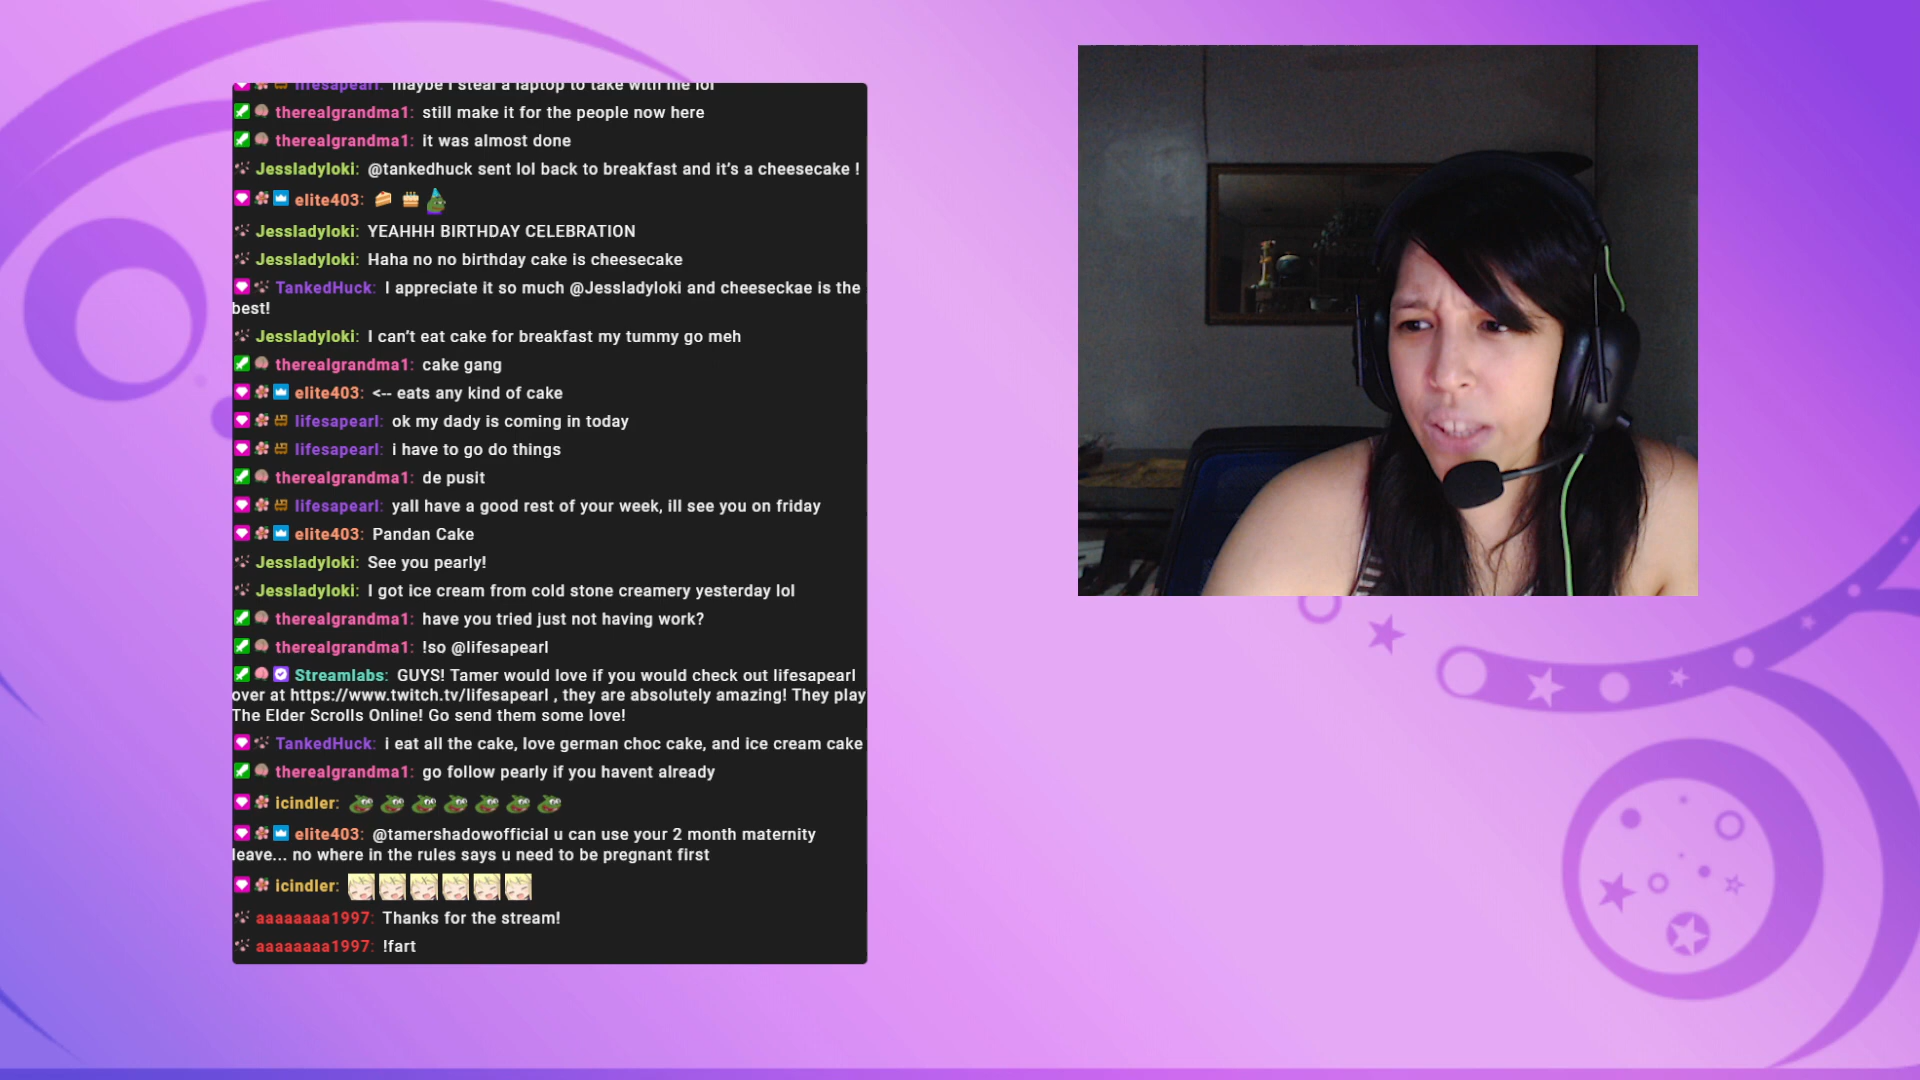 lifesapearl: maybe I steal a laptop to take with me lol
therealgrandma1: still make it for the people now here
therealgrandma1: it was almost done
Jessladyloki: @tankedhuck sent lol back to breakfast and it’s a cheesecake !
elite403:
Jessladyloki: YEAHHH BIRTHDAY CELEBRATION
Jessladyloki: Haha no no birthday cake is cheesecake
TankedHuck: I appreciate it so much @Jessladyloki and cheeseckae is the
best!
Jessladyloki: I can’t eat cake for breakfast my tummy go meh
therealgrandma1: cake gang
elite403: <-- eats any kind of cake
lifesapearl: ok my dady is coming in today
lifesapearl: i have to go do things
therealgrandma1: de pusit
lifesapearl: yall have a good rest of your week, ill see you on friday
elite403: Pandan Cake
Jessladyloki: See you pearly!
Jessladyloki: I got ice cream from cold stone creamery yesterday lol
therealgrandma1: have you tried just not having work?
therealgrandma1: !so @lifesapearl
Streamlabs: GUYS! Tamer would love if you would check out lifesapearl
over at https://www.twitch.tv/lifesapearl , they are absolutely amazing! They play
The Elder Scrolls Online! Go send them some love!
TankedHuck: i eat all the cake, love german choc cake, and ice cream cake
therealgrandma1: go follow pearly if you havent already
icindler:
elite403: @tamershadowofficial u can use your 2 month maternity
leave... no where in the rules says u need to be pregnant first
icindler:
aaaaaaaa1997: Thanks for the stream!
aaaaaaaa1997: !fart